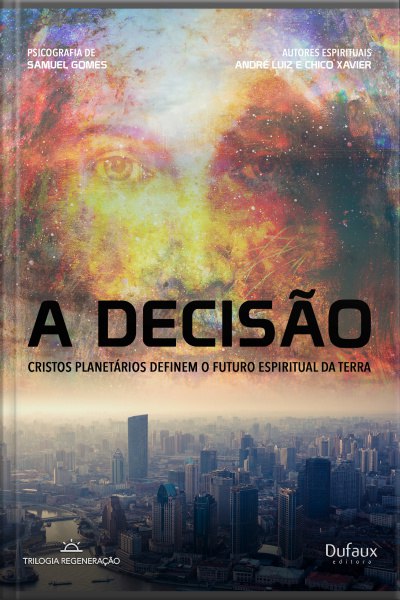 PSICOGRAFIA DE
SAMUEL GOMES
AUTORES ESPIRITUAIS
ANDRÉ LUIZ E CHICO XAVIER
A DECISÃO
CRISTOS PLANETÁRIOS DEFINEM O FUTURO ESPIRITUAL DA TERRA
TRILOGIA REGENERAÇÃO
Dufaux
editora